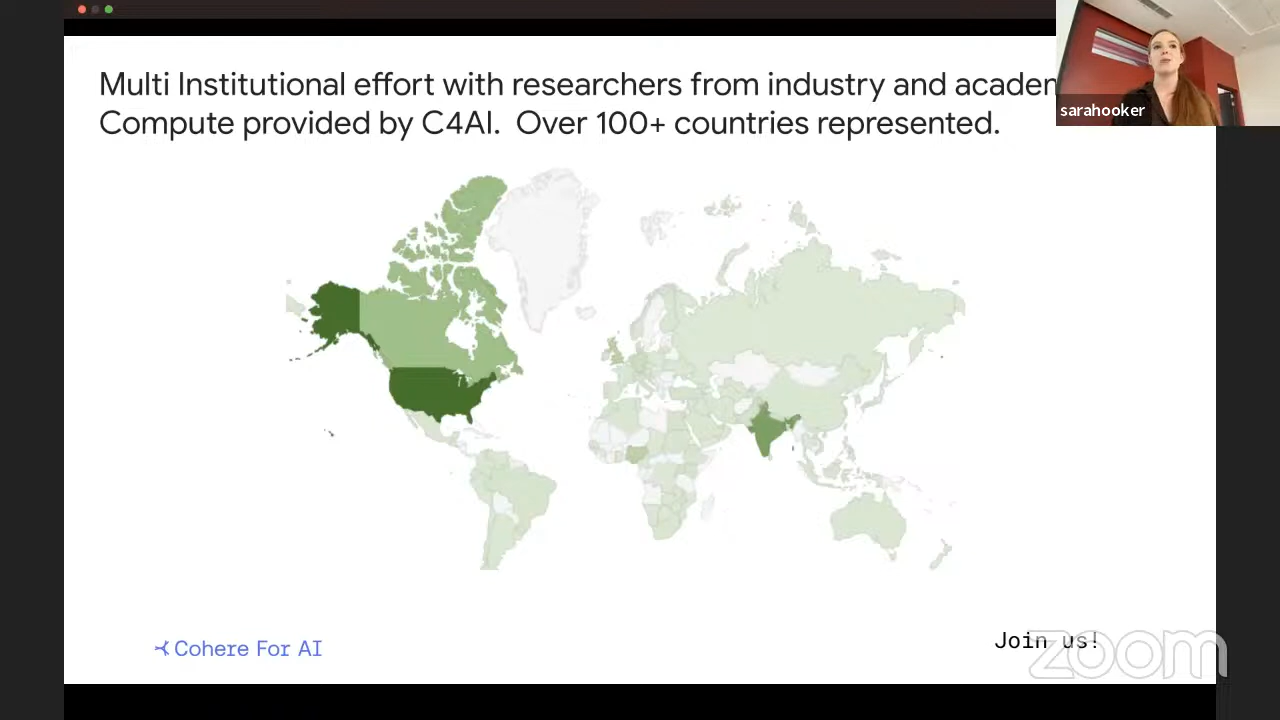 Multi Institutional effort with researchers from industry and academ
Compute provided by C4AI. Over 100+ countries represented.
sarahooker
Cohere For AI
Join us!
zoom